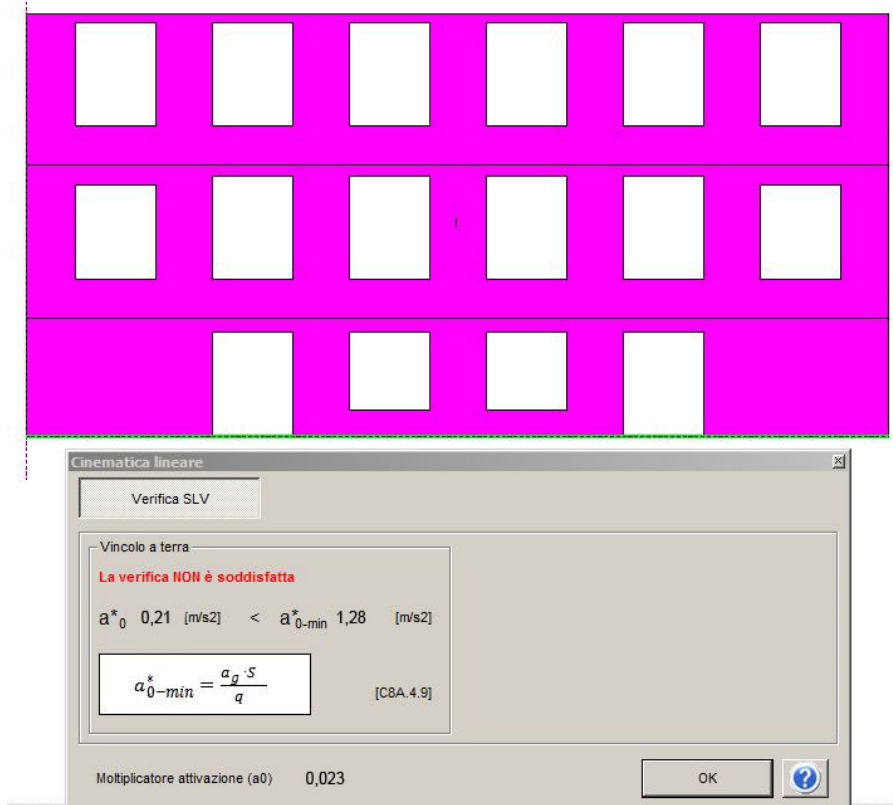 1
Cinematica lineare
Verifica SLV
Vincolo a terra
La verifica NON è soddisfatta
a*0 0,21 [m/s2] < a*0-min 1,28 [m/s2]
a*0−min = ag·S / q [C8A.4.9]
Moltiplicatore attivazione (a0) 0,023
OK
?